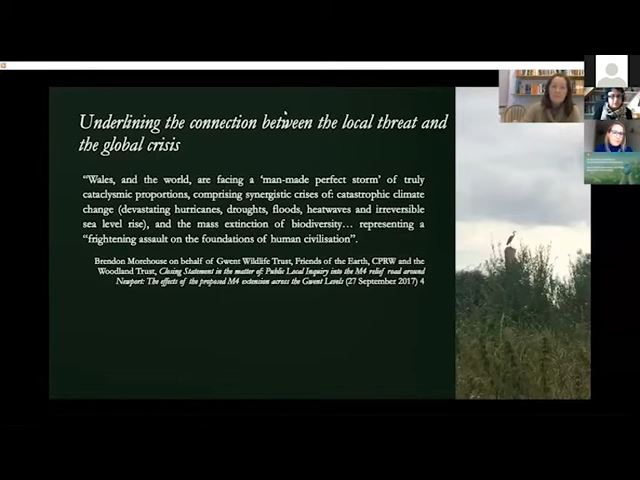 Underlining the connection between the local threat and
the global crisis
“Wales, and the world, are facing a ‘man-made perfect storm’ of truly
cataclysmic proportions, comprising synergistic crises of: catastrophic climate
change (devastating hurricanes, droughts, floods, heatwaves and irreversible
sea level rise), and the mass extinction of biodiversity… representing a
“frightening assault on the foundations of human civilisation”.
Brendon Morehouse on behalf of Gwent Wildlife Trust, Friends of the Earth, CPRW and the
Woodland Trust, Closing Statement in the matter of: Public Local Inquiry into the M4 relief road around
Newport: The effects of the proposed M4 extension across the Gwent Levels (27 September 2017) 4